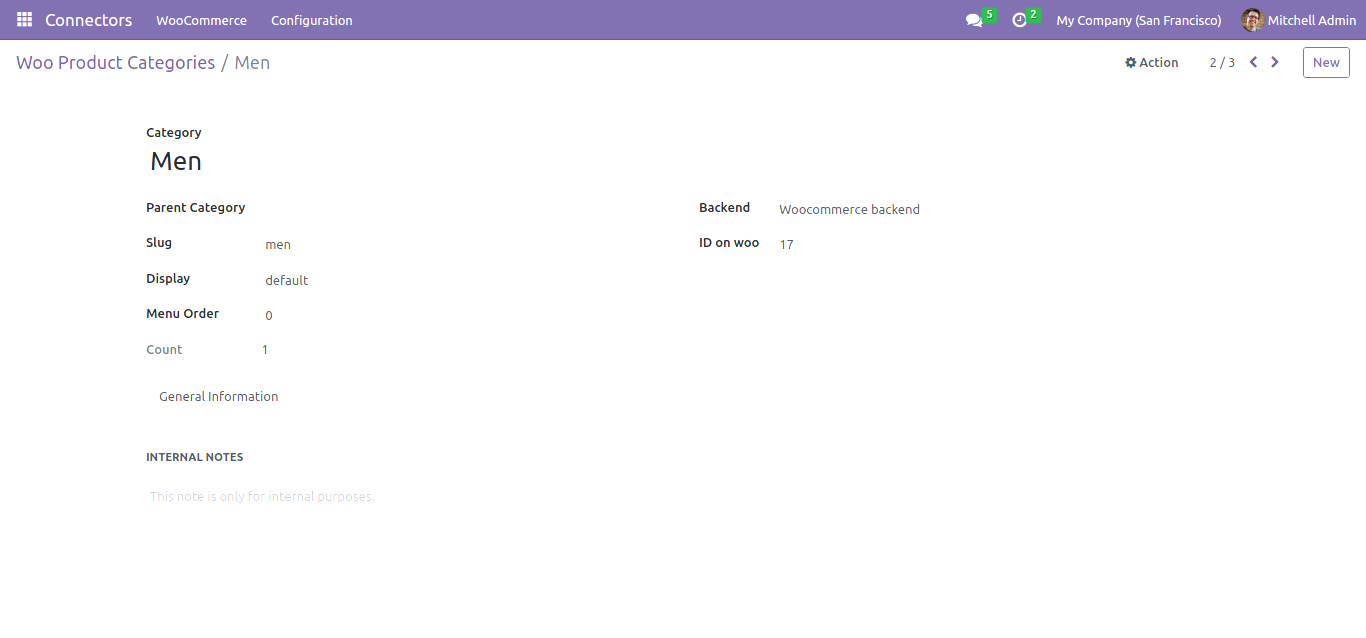 Connectors WooCommerce Configuration 5 2 My Company (San Francisco) Mitchell Admin
Woo Product Categories / Men Action 2 / 3 New
Category
Men
Parent Category Backend Woocommerce backend
Slug men ID on woo 17
Display default
Menu Order 0
Count 1
General Information
INTERNAL NOTES
This note is only for internal purposes.